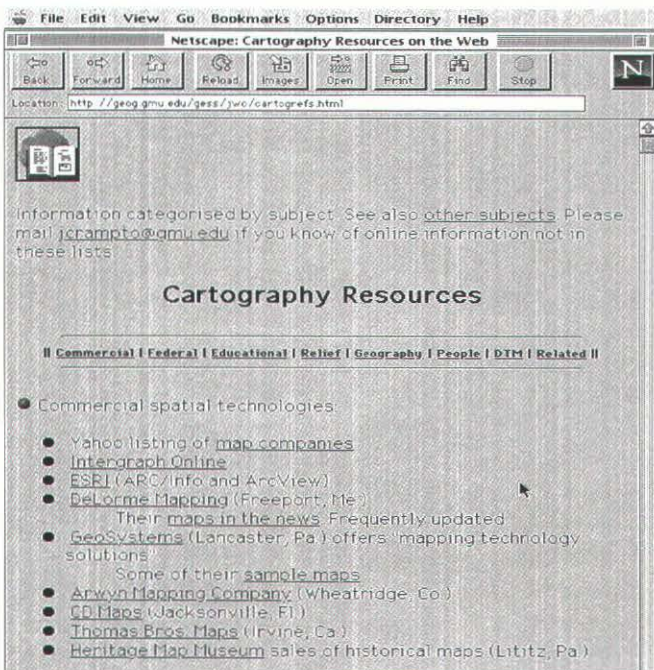 File Edit View Go Bookmarks Options Directory Help
Netscape: Cartography Resources on the Web
Back Forward Home Reload Images Open Print Find Stop
N
Location: http://geog.gmu.edu/gess/jwc/cartogrefs.html
Information categorised by subject. See also other subjects. Please
mail jcrampto@gmu.edu if you know of online information not in
these lists
Cartography Resources
|| Commercial | Federal | Educational | Relief | Geography | People | DTM | Related ||
Commercial spatial technologies:
Yahoo listing of map companies
Intergraph Online
ESRI (ARC/Info and ArcView)
DeLorme Mapping (Freeport, Me.)
Their maps in the news. Frequently updated
GeoSystems (Lancaster, Pa.) offers "mapping technology
solutions"
Some of their sample maps
Arwyn Mapping Company (Wheatridge, Co.)
CD Maps (Jacksonville, Fl.)
Thomas Bros. Maps (Irvine, Ca.)
Heritage Map Museum sales of historical maps (Lititz, Pa.)